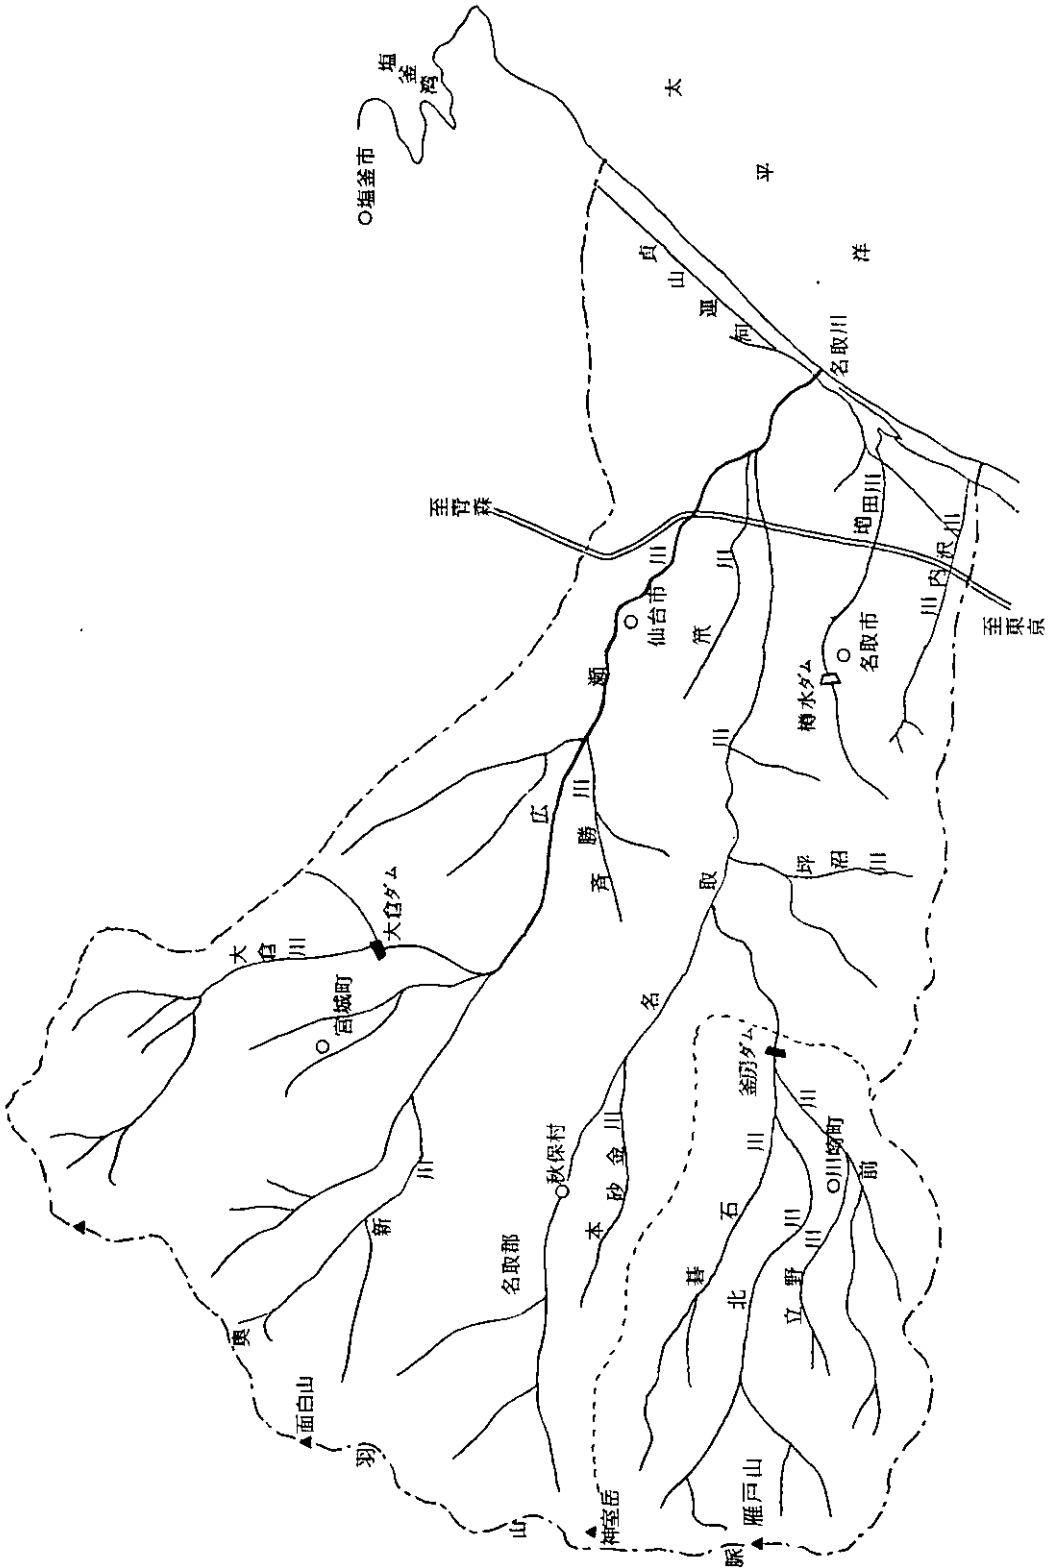 塩釜湾
○塩釜市
太平洋
貞山運河
名取川
至青森
仙台市
広瀬川
笊川
増田川
川内沢川
至東京
名取市
樽水ダム
斉勝川
坪沼川
名取川
大倉川
大倉ダム
宮城町
新川
秋保村
名取郡
本砂金川
釜房ダム
碁石川
北川
立野川
前川
川崎町
奥羽山脈
面白山
神室岳
雁戸山